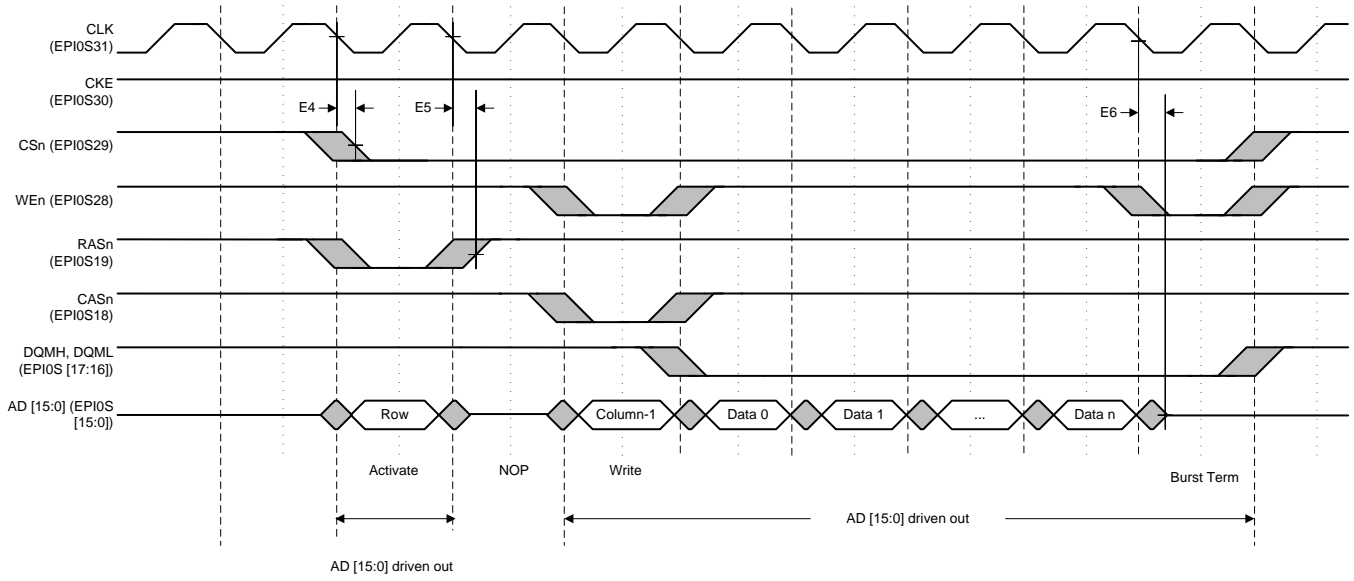 CLK
(EPI0S31)
CKE
(EPI0S30)
E4
E5
E6
CSn (EPI0S29)
WEn (EPI0S28)
RASn
(EPI0S19)
CASn
(EPI0S18)
DQMH, DQML
(EPI0S [17:16])
AD [15:0] (EPI0S
[15:0])
Row
Column-1
Data 0
Data 1
...
Data n
Activate
NOP
Write
Burst Term
AD [15:0] driven out
AD [15:0] driven out